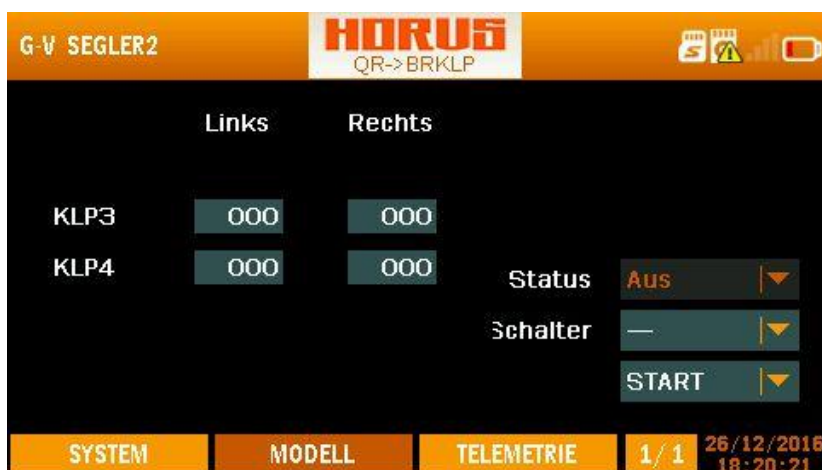 G-V SEGLER2
HORUS
QR->BRKLP
Links Rechts
KLP3 000 000
KLP4 000 000
Status Aus
Schalter —
START
SYSTEM MODELL TELEMETRIE 1/1 26/12/2016
18:20:21